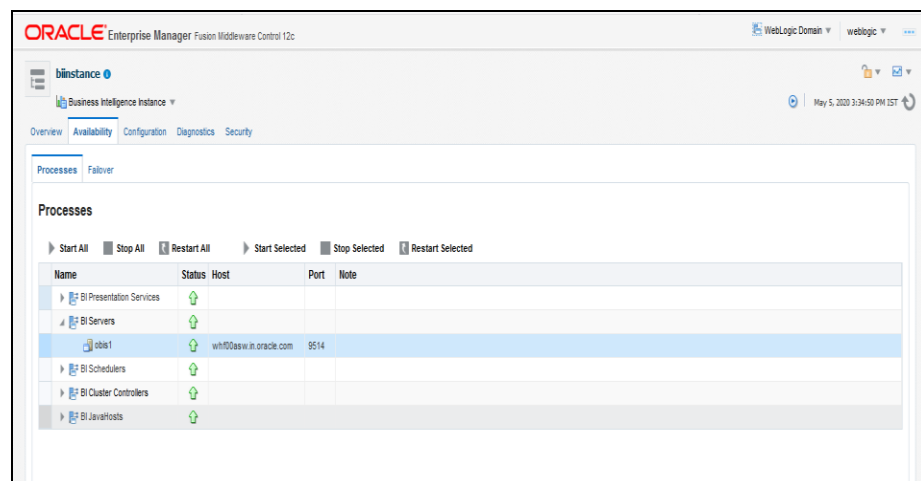 ORACLE Enterprise Manager Fusion Middleware Control 12c
WebLogic Domain weblogic
biinstance
Business Intelligence Instance
May 5, 2020 3:34:50 PM IST
Overview Availability Configuration Diagnostics Security
Processes Failover
Processes
Start All Stop All Restart All Start Selected Stop Selected Restart Selected
Name Status Host Port Note
BI Presentation Services
BI Servers
obis1 whf00asw.in.oracle.com 9514
BI Schedulers
BI Cluster Controllers
BI JavaHosts